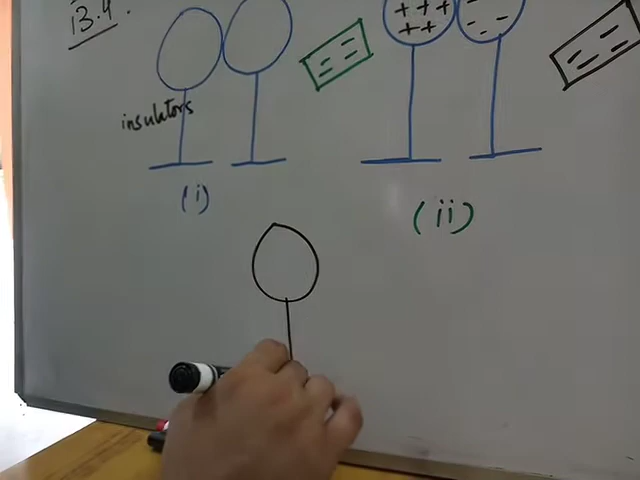 13.4.
+ + +
+ +
insulators
(i)
(ii)